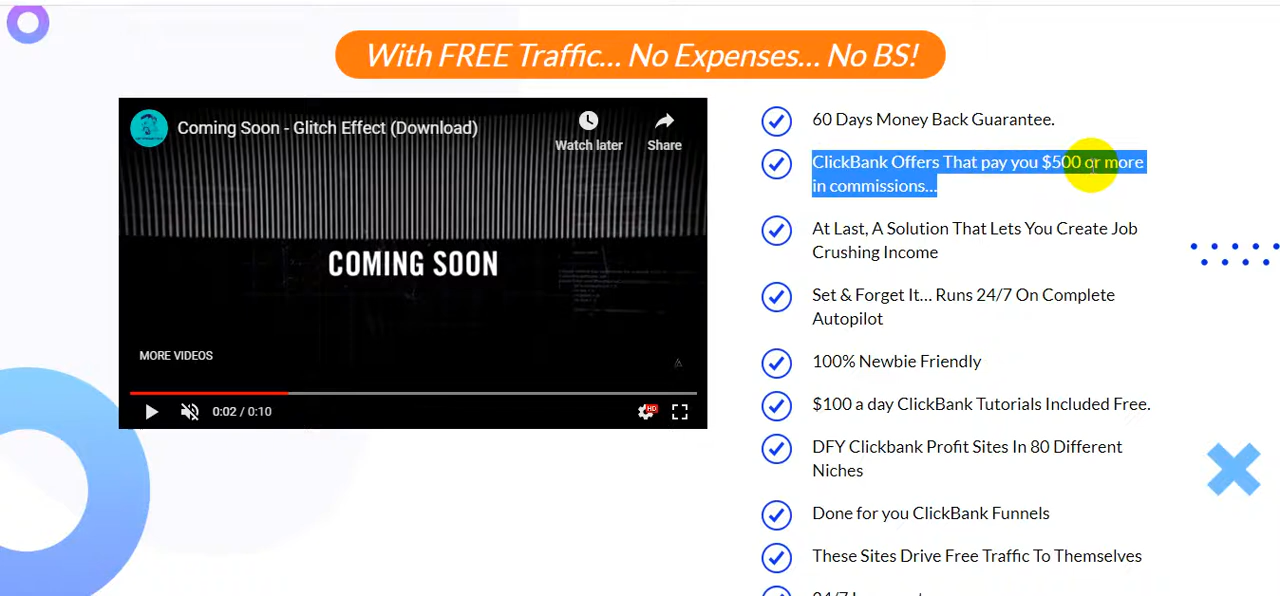 With FREE Traffic... No Expenses... No BS!
Coming Soon - Glitch Effect (Download)
Watch later
Share
COMING SOON
MORE VIDEOS
0:02 / 0:10
HD
60 Days Money Back Guarantee.
ClickBank Offers That pay you $500 or more
in commissions...
At Last, A Solution That Lets You Create Job
Crushing Income
Set & Forget It... Runs 24/7 On Complete
Autopilot
100% Newbie Friendly
$100 a day ClickBank Tutorials Included Free.
DFY Clickbank Profit Sites In 80 Different
Niches
Done for you ClickBank Funnels
These Sites Drive Free Traffic To Themselves